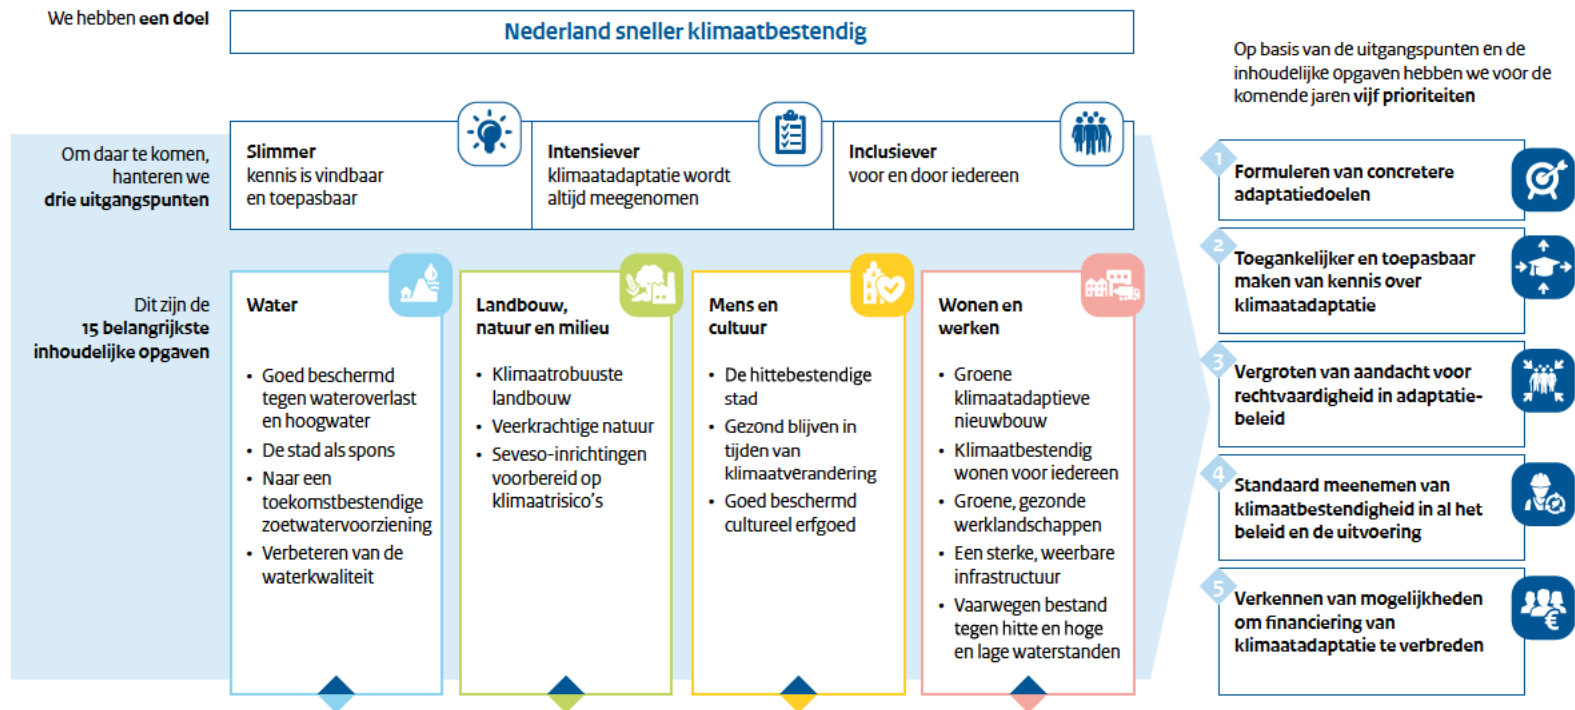 We hebben een doel
Nederland sneller klimaatbestendig
Om daar te komen,
hanteren we
drie uitgangspunten
Slimmer
kennis is vindbaar
en toepasbaar
Intensiever
klimaatadaptatie wordt
altijd meegenomen
Inclusiever
voor en door iedereen
Dit zijn de
15 belangrijkste
inhoudelijke opgaven
Water
• Goed beschermd
tegen wateroverlast
en hoogwater
• De stad als spons
• Naar een
toekomstbestendige
zoetwatervoorziening
• Verbeteren van de
waterkwaliteit
Landbouw,
natuur en milieu
• Klimaatrobuuste
landbouw
• Veerkrachtige natuur
• Seveso-inrichtingen
voorbereid op
klimaatrisico's
Mens en
cultuur
• De hittebestendige
stad
• Gezond blijven in
tijden van
klimaatverandering
• Goed beschermd
cultureel erfgoed
Wonen en
werken
• Groene
klimaatadaptieve
nieuwbouw
• Klimaatbestendig
wonen voor iedereen
• Groene, gezonde
werklandschappen
• Een sterke, weerbare
infrastructuur
• Vaarwegen bestand
tegen hitte en hoge
en lage waterstanden
Op basis van de uitgangspunten en de
inhoudelijke opgaven hebben we voor de
komende jaren vijf prioriteiten
1
Formuleren van concretere
adaptatiedoelen
2
Toegankelijker en toepasbaar
maken van kennis over
klimaatadaptatie
3
Vergroten van aandacht voor
rechtvaardigheid in adaptatie-
beleid
4
Standaard meenemen van
klimaatbestendigheid in al het
beleid en de uitvoering
5
Verkennen van mogelijkheden
om financiering van
klimaatadaptatie te verbreden
€